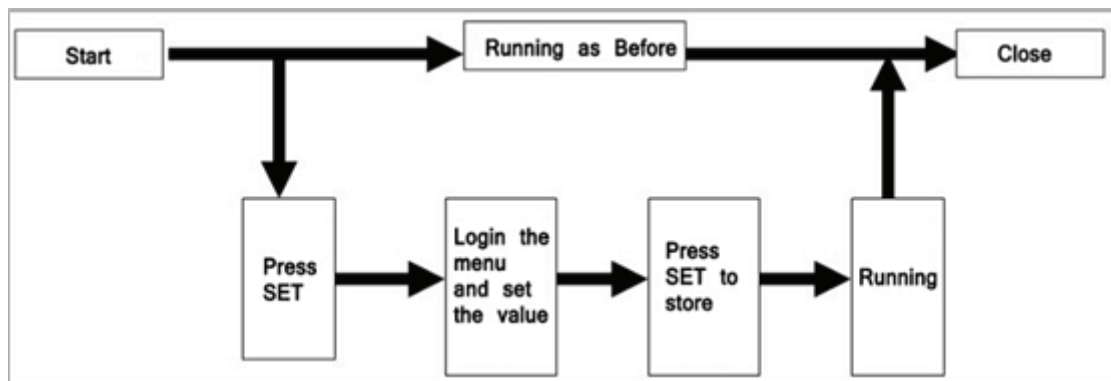 Start
Running as Before
Close
Press
SET
Login the
menu
and set
the value
Press
SET to
store
Running